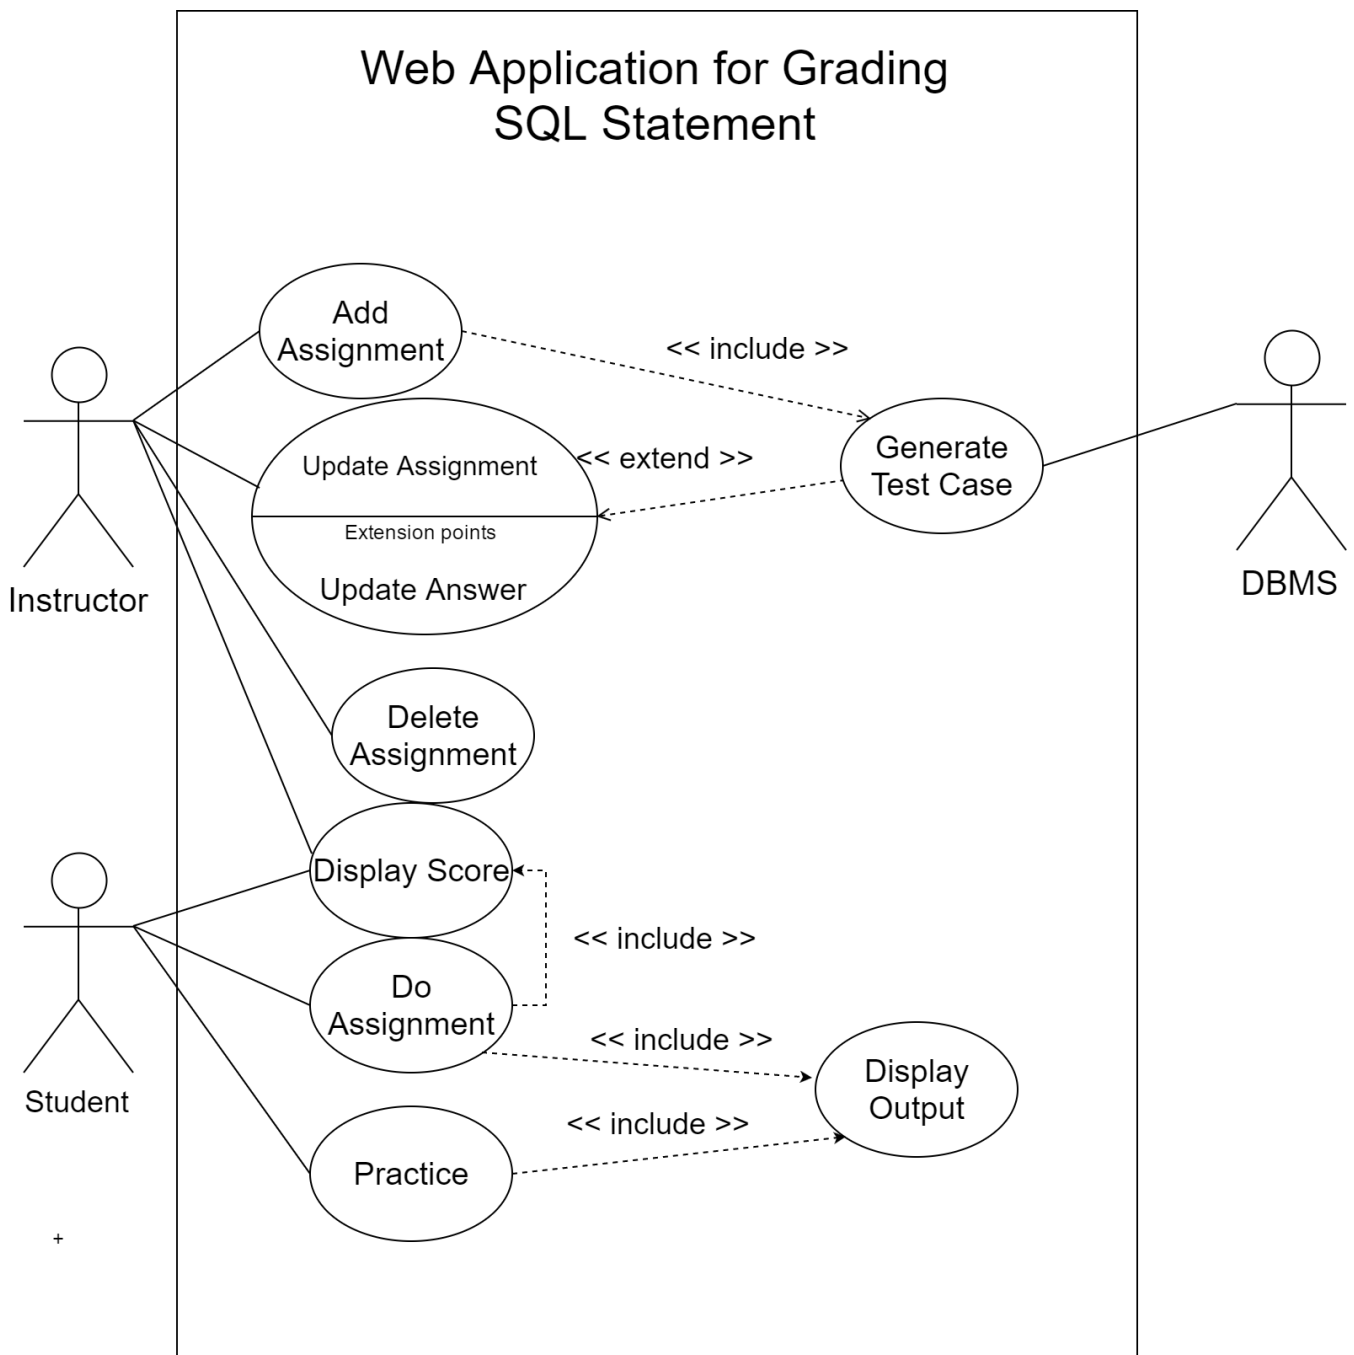 Web Application for Grading
SQL Statement
Add
Assignment
<< include >>
Update Assignment
<< extend >>
Generate
Test Case
Extension points
Update Answer
Instructor
DBMS
Delete
Assignment
Display Score
<< include >>
Do
Assignment
<< include >>
Display
Output
Student
<< include >>
Practice
+